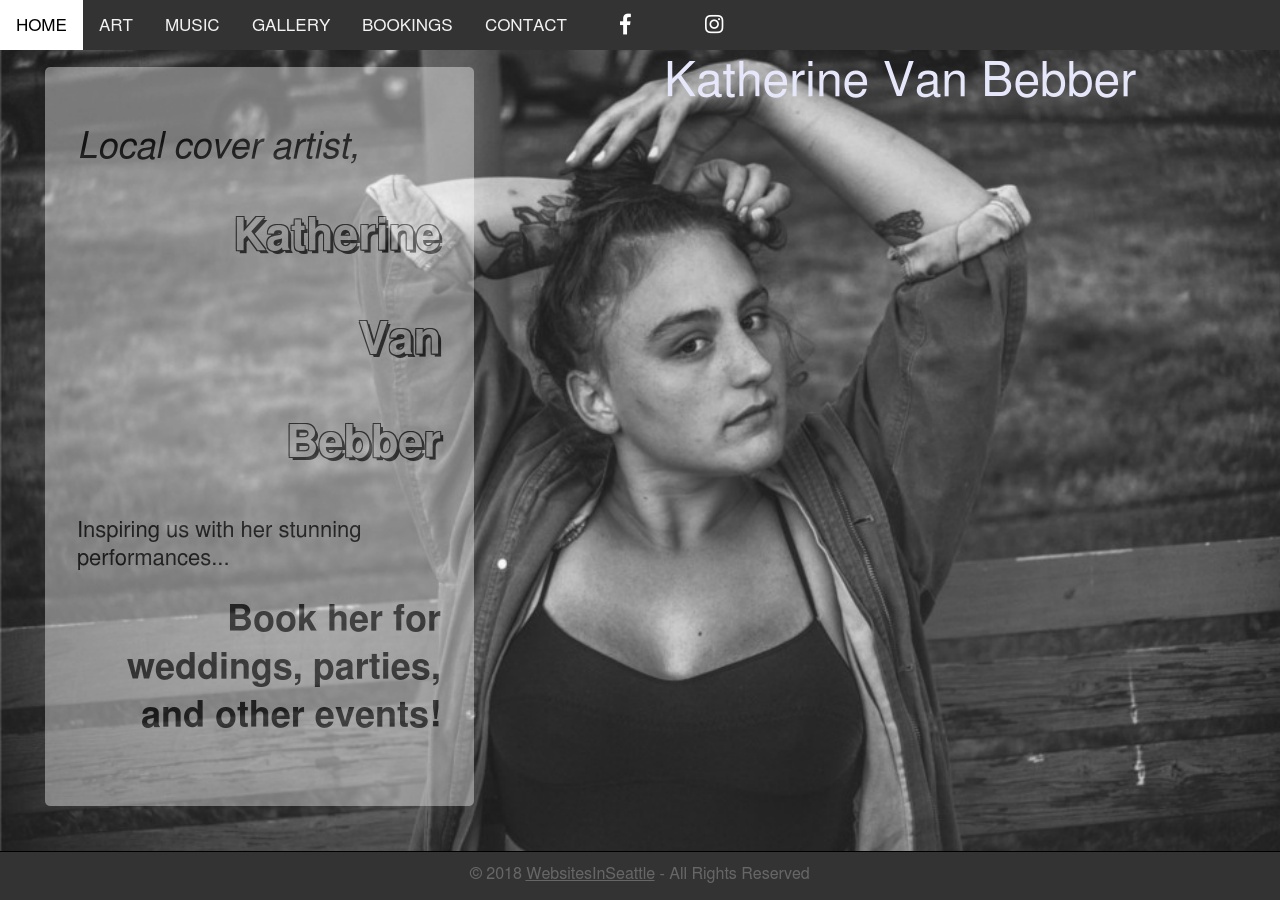 HOME ART MUSIC GALLERY BOOKINGS CONTACT
Katherine Van Bebber
Local cover artist,
Katherine
Van
Bebber
Inspiring us with her stunning
performances...
Book her for
weddings, parties,
and other events!
© 2018 WebsitesInSeattle - All Rights Reserved